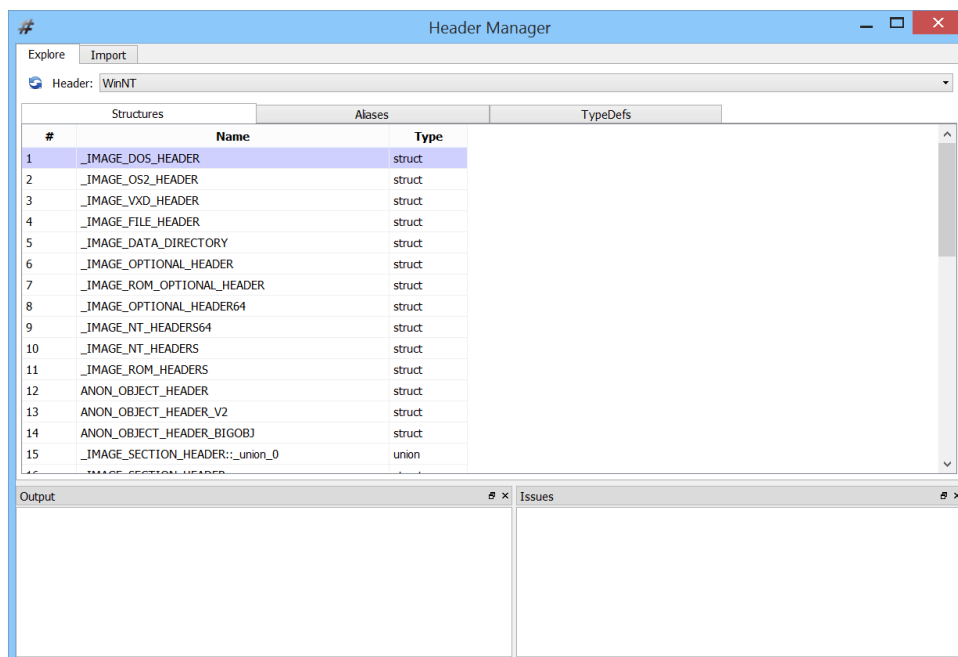 Header Manager
Explore Import
Header: WinNT
Structures Aliases TypeDefs
# Name Type
1 _IMAGE_DOS_HEADER struct
2 _IMAGE_OS2_HEADER struct
3 _IMAGE_VXD_HEADER struct
4 _IMAGE_FILE_HEADER struct
5 _IMAGE_DATA_DIRECTORY struct
6 _IMAGE_OPTIONAL_HEADER struct
7 _IMAGE_ROM_OPTIONAL_HEADER struct
8 _IMAGE_OPTIONAL_HEADER64 struct
9 _IMAGE_NT_HEADERS64 struct
10 _IMAGE_NT_HEADERS struct
11 _IMAGE_ROM_HEADERS struct
12 ANON_OBJECT_HEADER struct
13 ANON_OBJECT_HEADER_V2 struct
14 ANON_OBJECT_HEADER_BIGOBJ struct
15 _IMAGE_SECTION_HEADER::_union_0 union
Output Issues